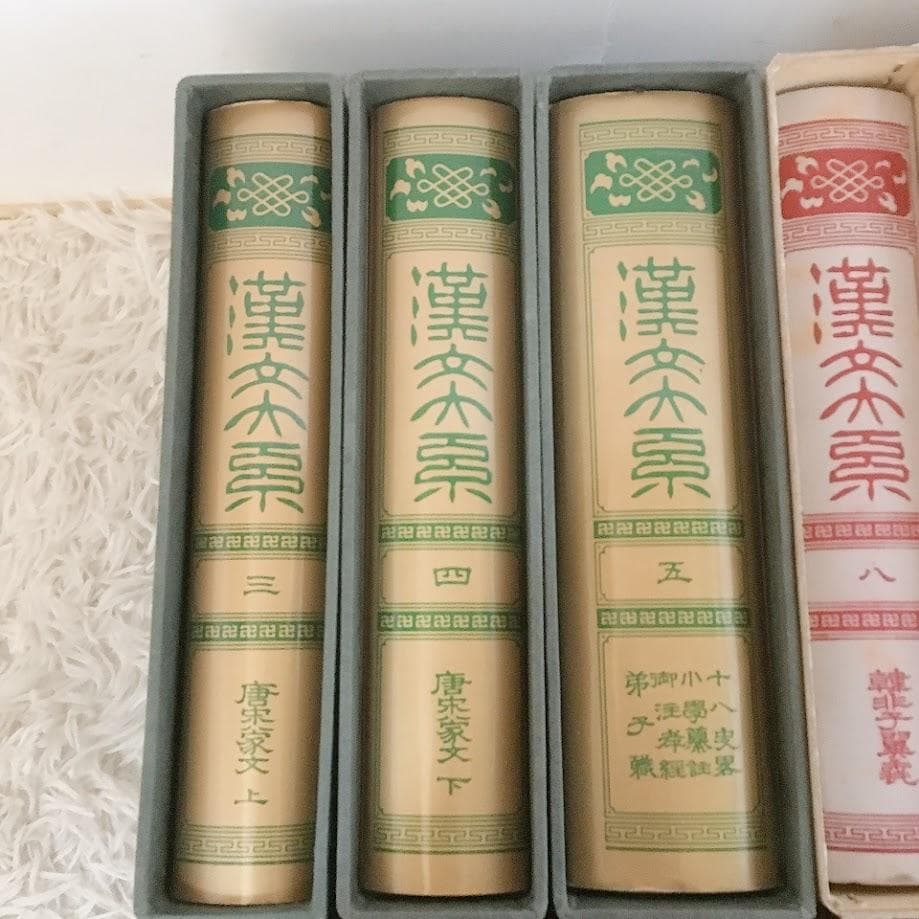 漢文大系
三
唐宋八家文 上
漢文大系
四
唐宋八家文 下
漢文大系
五
十八史畧
小學纂註
御注孝經
弟子職
漢文大系
八
韓非子翼毳